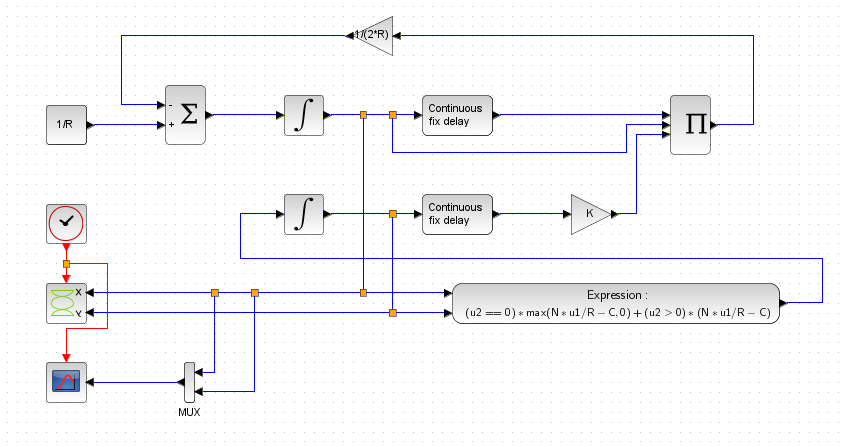 1/(2*R)
-
+
Σ
1/R
∫
Continuous
fix delay
Π
∫
Continuous
fix delay
K
X
Y
Expression :
(u2 == 0) * max(N * u1/R − C, 0) + (u2 > 0) * (N * u1/R − C)
MUX